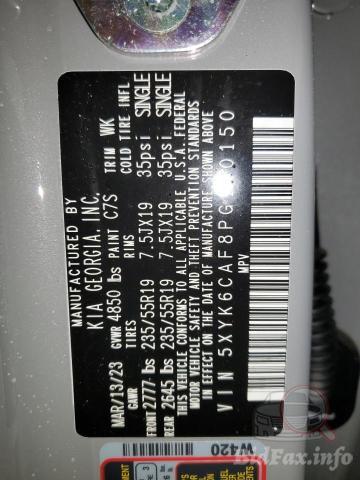 MANUFACTURED BY
KIA GEORGIA, INC.
MAR/13/23 GVWR 4850 lbs PAINT C7S TRIM WK
GAWR TIRES RIMS COLD TIRE INFL
FRONT 2777 lbs 235/55R19 7.5JX19 35psi SINGLE
REAR 2645 lbs 235/55R19 7.5JX19 35psi SINGLE
THIS VEHICLE CONFORMS TO ALL APPLICABLE U.S.A. FEDERAL
MOTOR VEHICLE SAFETY, BUMPER, AND THEFT PREVENTION
STANDARDS IN EFFECT ON THE DATE OF MANUFACTURE SHOWN ABOVE
VIN 5XYK6CAF8PG 0150
MPV
W420
BidFax.info